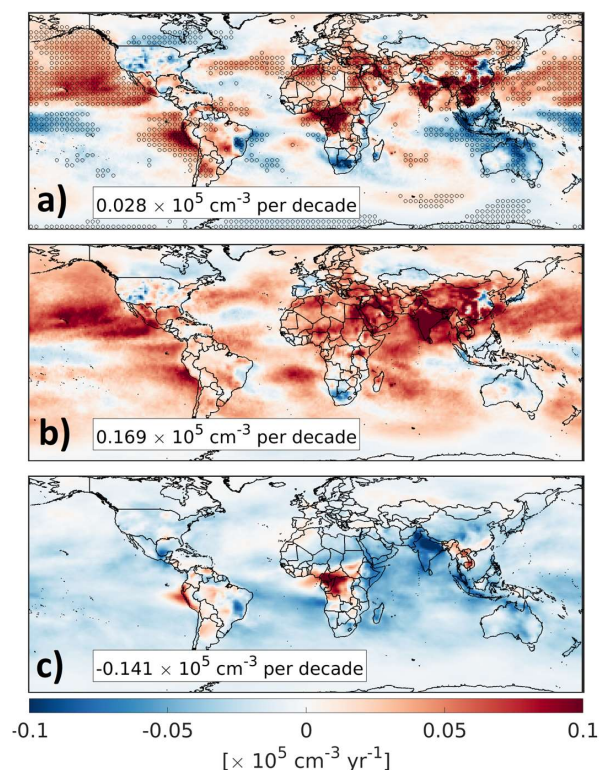 a)
0.028 × 10⁵ cm⁻³ per decade
b)
0.169 × 10⁵ cm⁻³ per decade
c)
-0.141 × 10⁵ cm⁻³ per decade
-0.1 -0.05 0 0.05 0.1
[× 10⁵ cm⁻³ yr⁻¹]